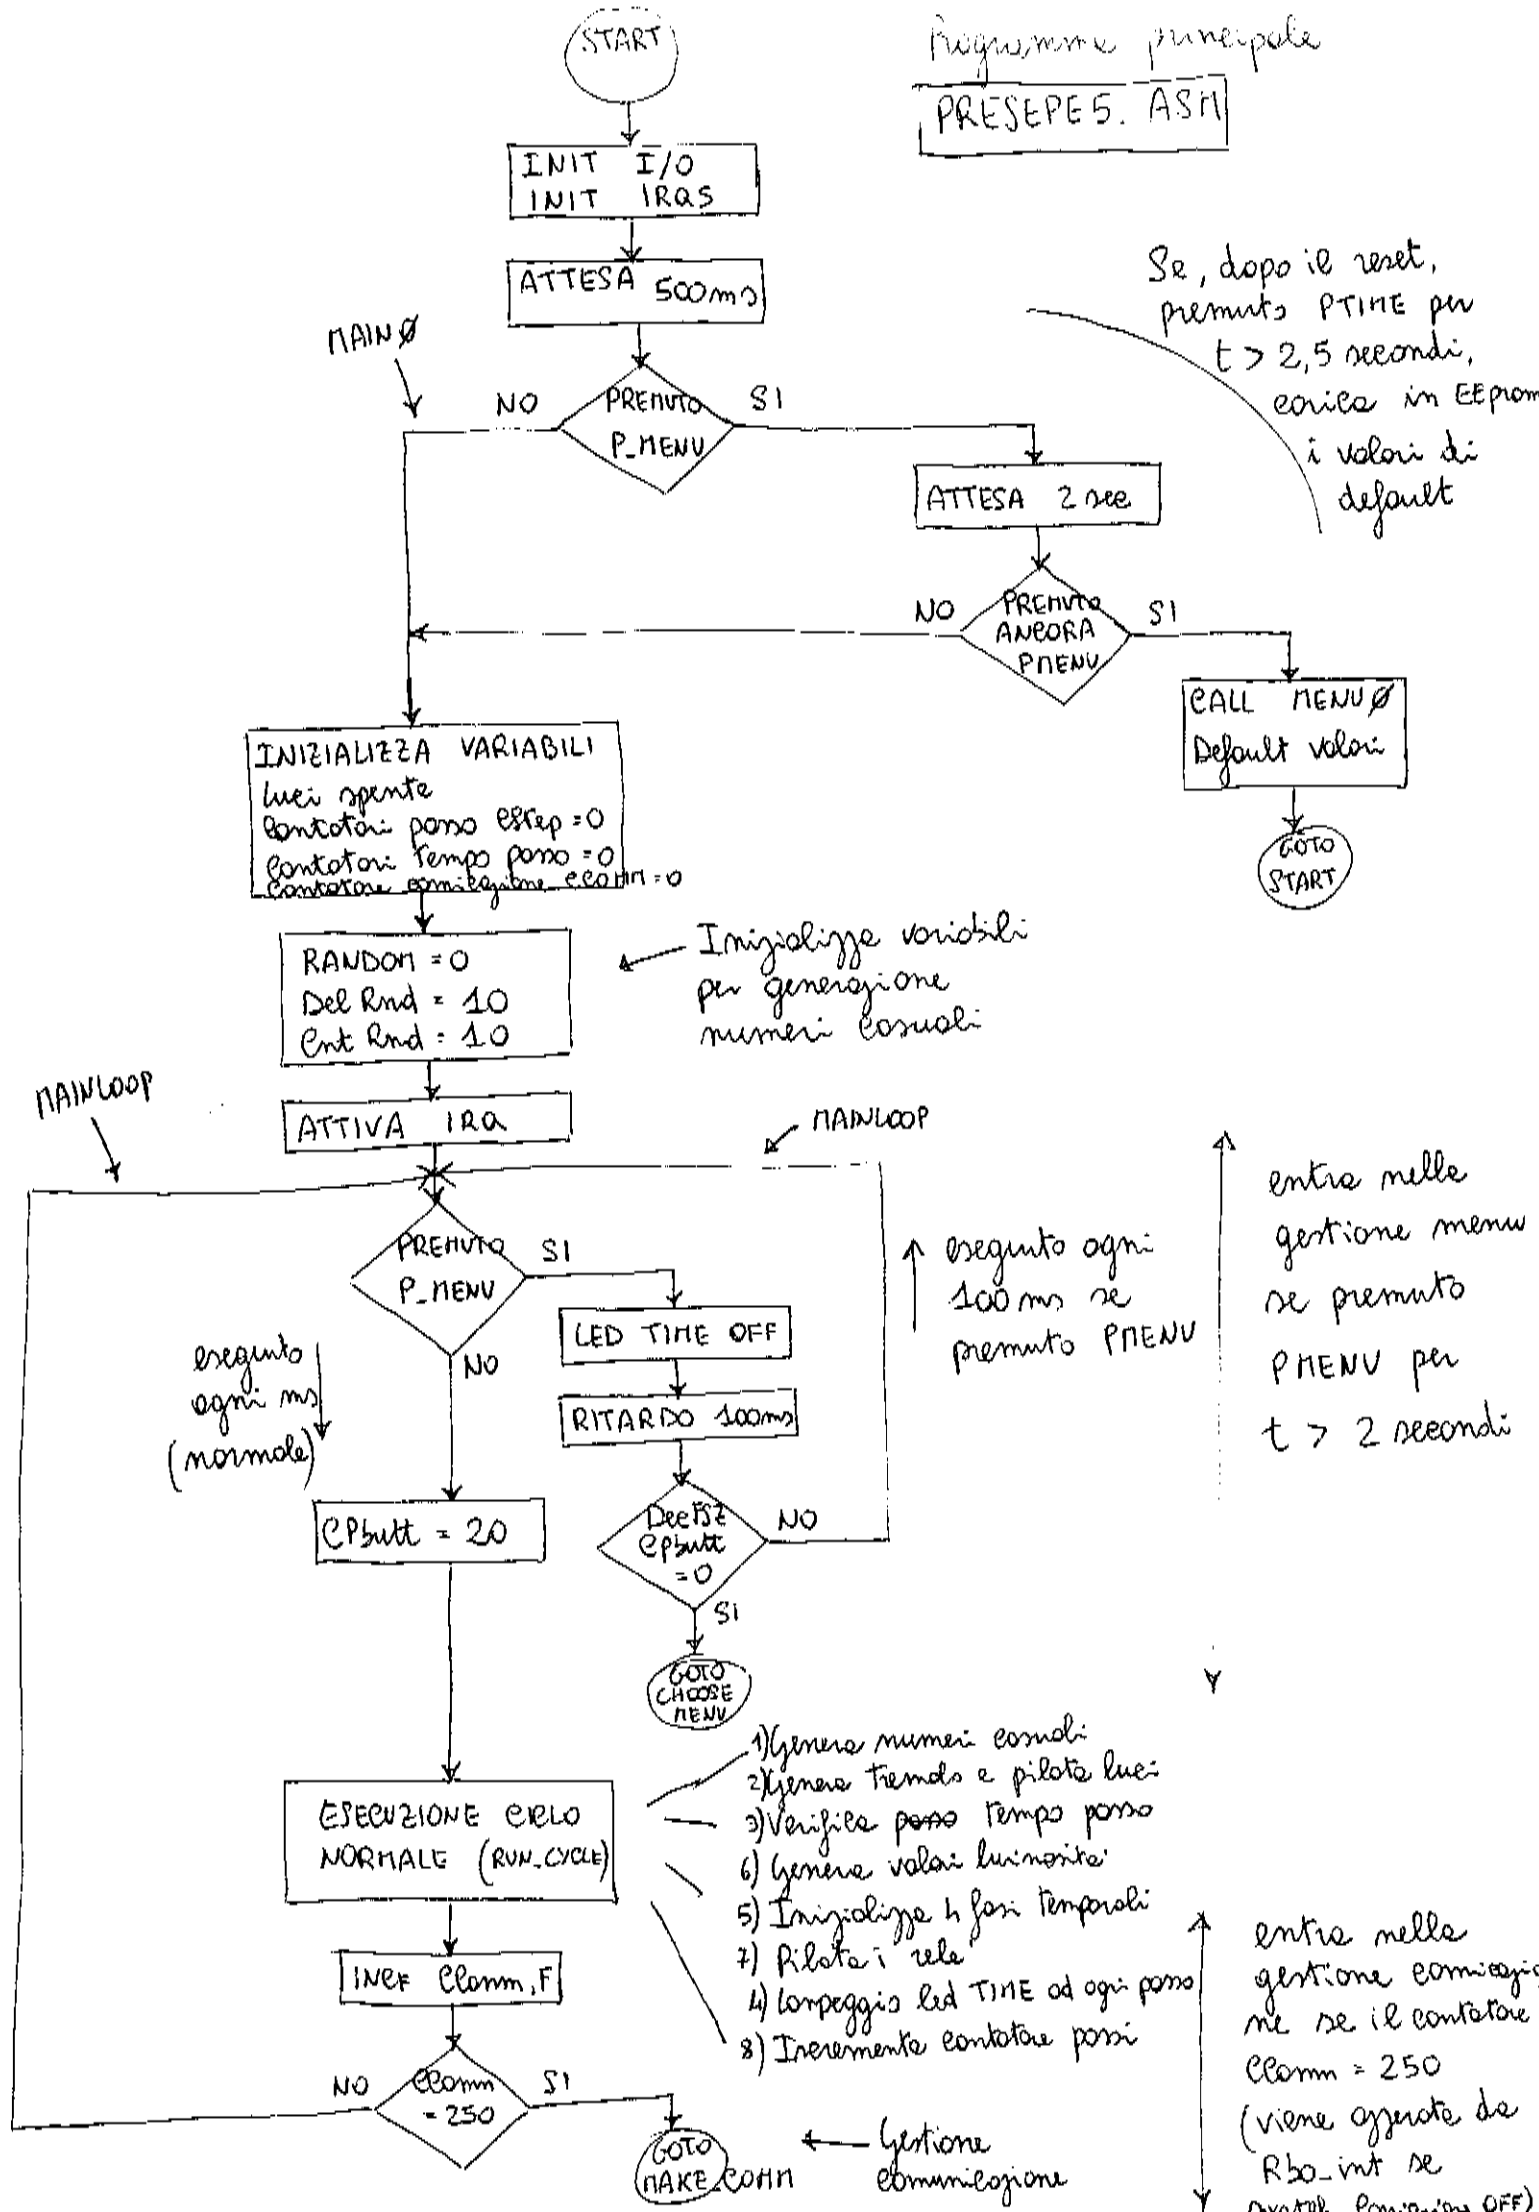 START
Programma principale
PRESEPE5. ASM
INIT I/O
INIT IRQS
ATTESA 500ms
Se, dopo il reset,
premuto PTIME per
t > 2,5 secondi,
carica in EEprom
i valori di
default
MAINØ
NO
PREMUTO
P_MENU
SI
ATTESA 2 sec
NO
PREMUTO
ANCORA
PMENU
SI
CALL MENUØ
Default valori
GOTO
START
INIZIALIZZA VARIABILI
luci spente
Contatori passo CStep = 0
Contatori Tempo passo = 0
Contatore comicazione CCOMM = 0
RANDOM = 0
Del Rnd = 10
Cnt Rnd = 10
Inizializza variabili
per generazione
numeri casuali
ATTIVA IRQ
MAINLOOP
MAINLOOP
PREMUTO
P_MENU
SI
NO
LED TIME OFF
RITARDO 100ms
DecFSZ
CPbutt
= 0
NO
SI
GOTO
CHOOSE
MENU
eseguito ogni
100 ms se
premuto PMENU
entra nella
gestione menu
se premuto
PMENU per
t > 2 secondi
eseguito
ogni ms
(normale)
CPbutt = 20
ESECUZIONE CICLO
NORMALE (RUN_CYCLE)
1) Genera numeri casuali
2) Genera Tremolo e pilota luci
3) Verifica passo Tempo passo
6) Genera valori luinosita'
5) Inizializza 4 fasi Temporali
7) Pilota i rele'
4) Lampeggio led TIME ad ogni passo
8) Incrementa contatore passi
INCF CComm,F
NO
CComm
= 250
SI
GOTO
MAKE_COMM
Gestione
comunicazione
entra nella
gestione
ne se il contatore
CComm = 250
(viene azzerato da
Rb0_int se
OFF)